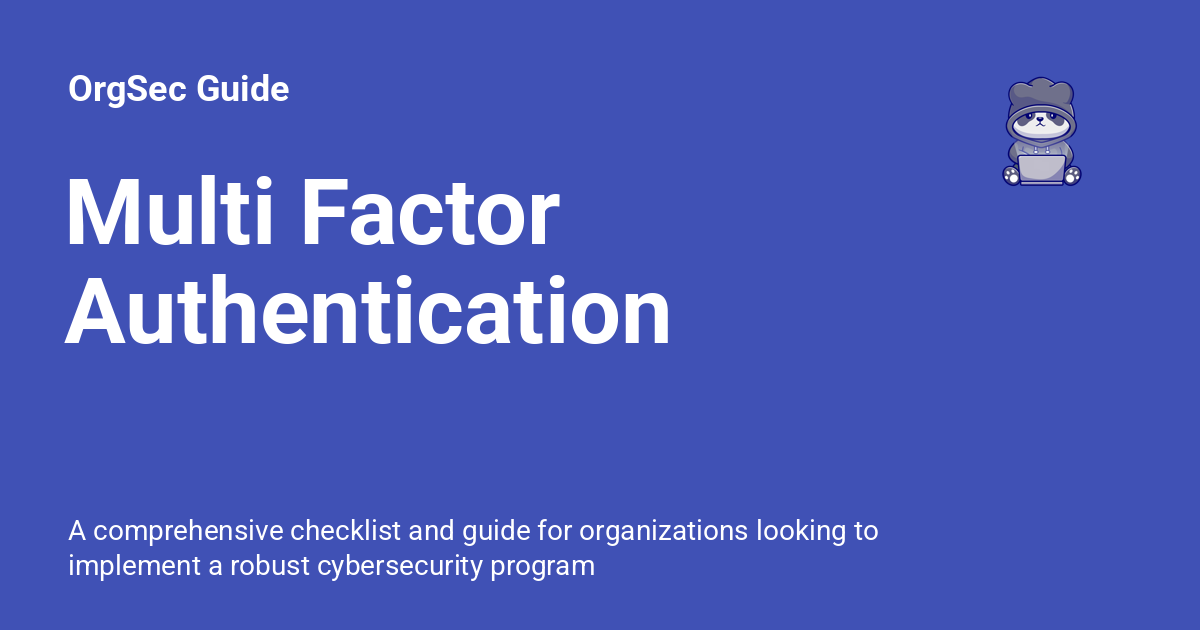 OrgSec Guide
Multi Factor
Authentication
A comprehensive checklist and guide for organizations looking to
implement a robust cybersecurity program